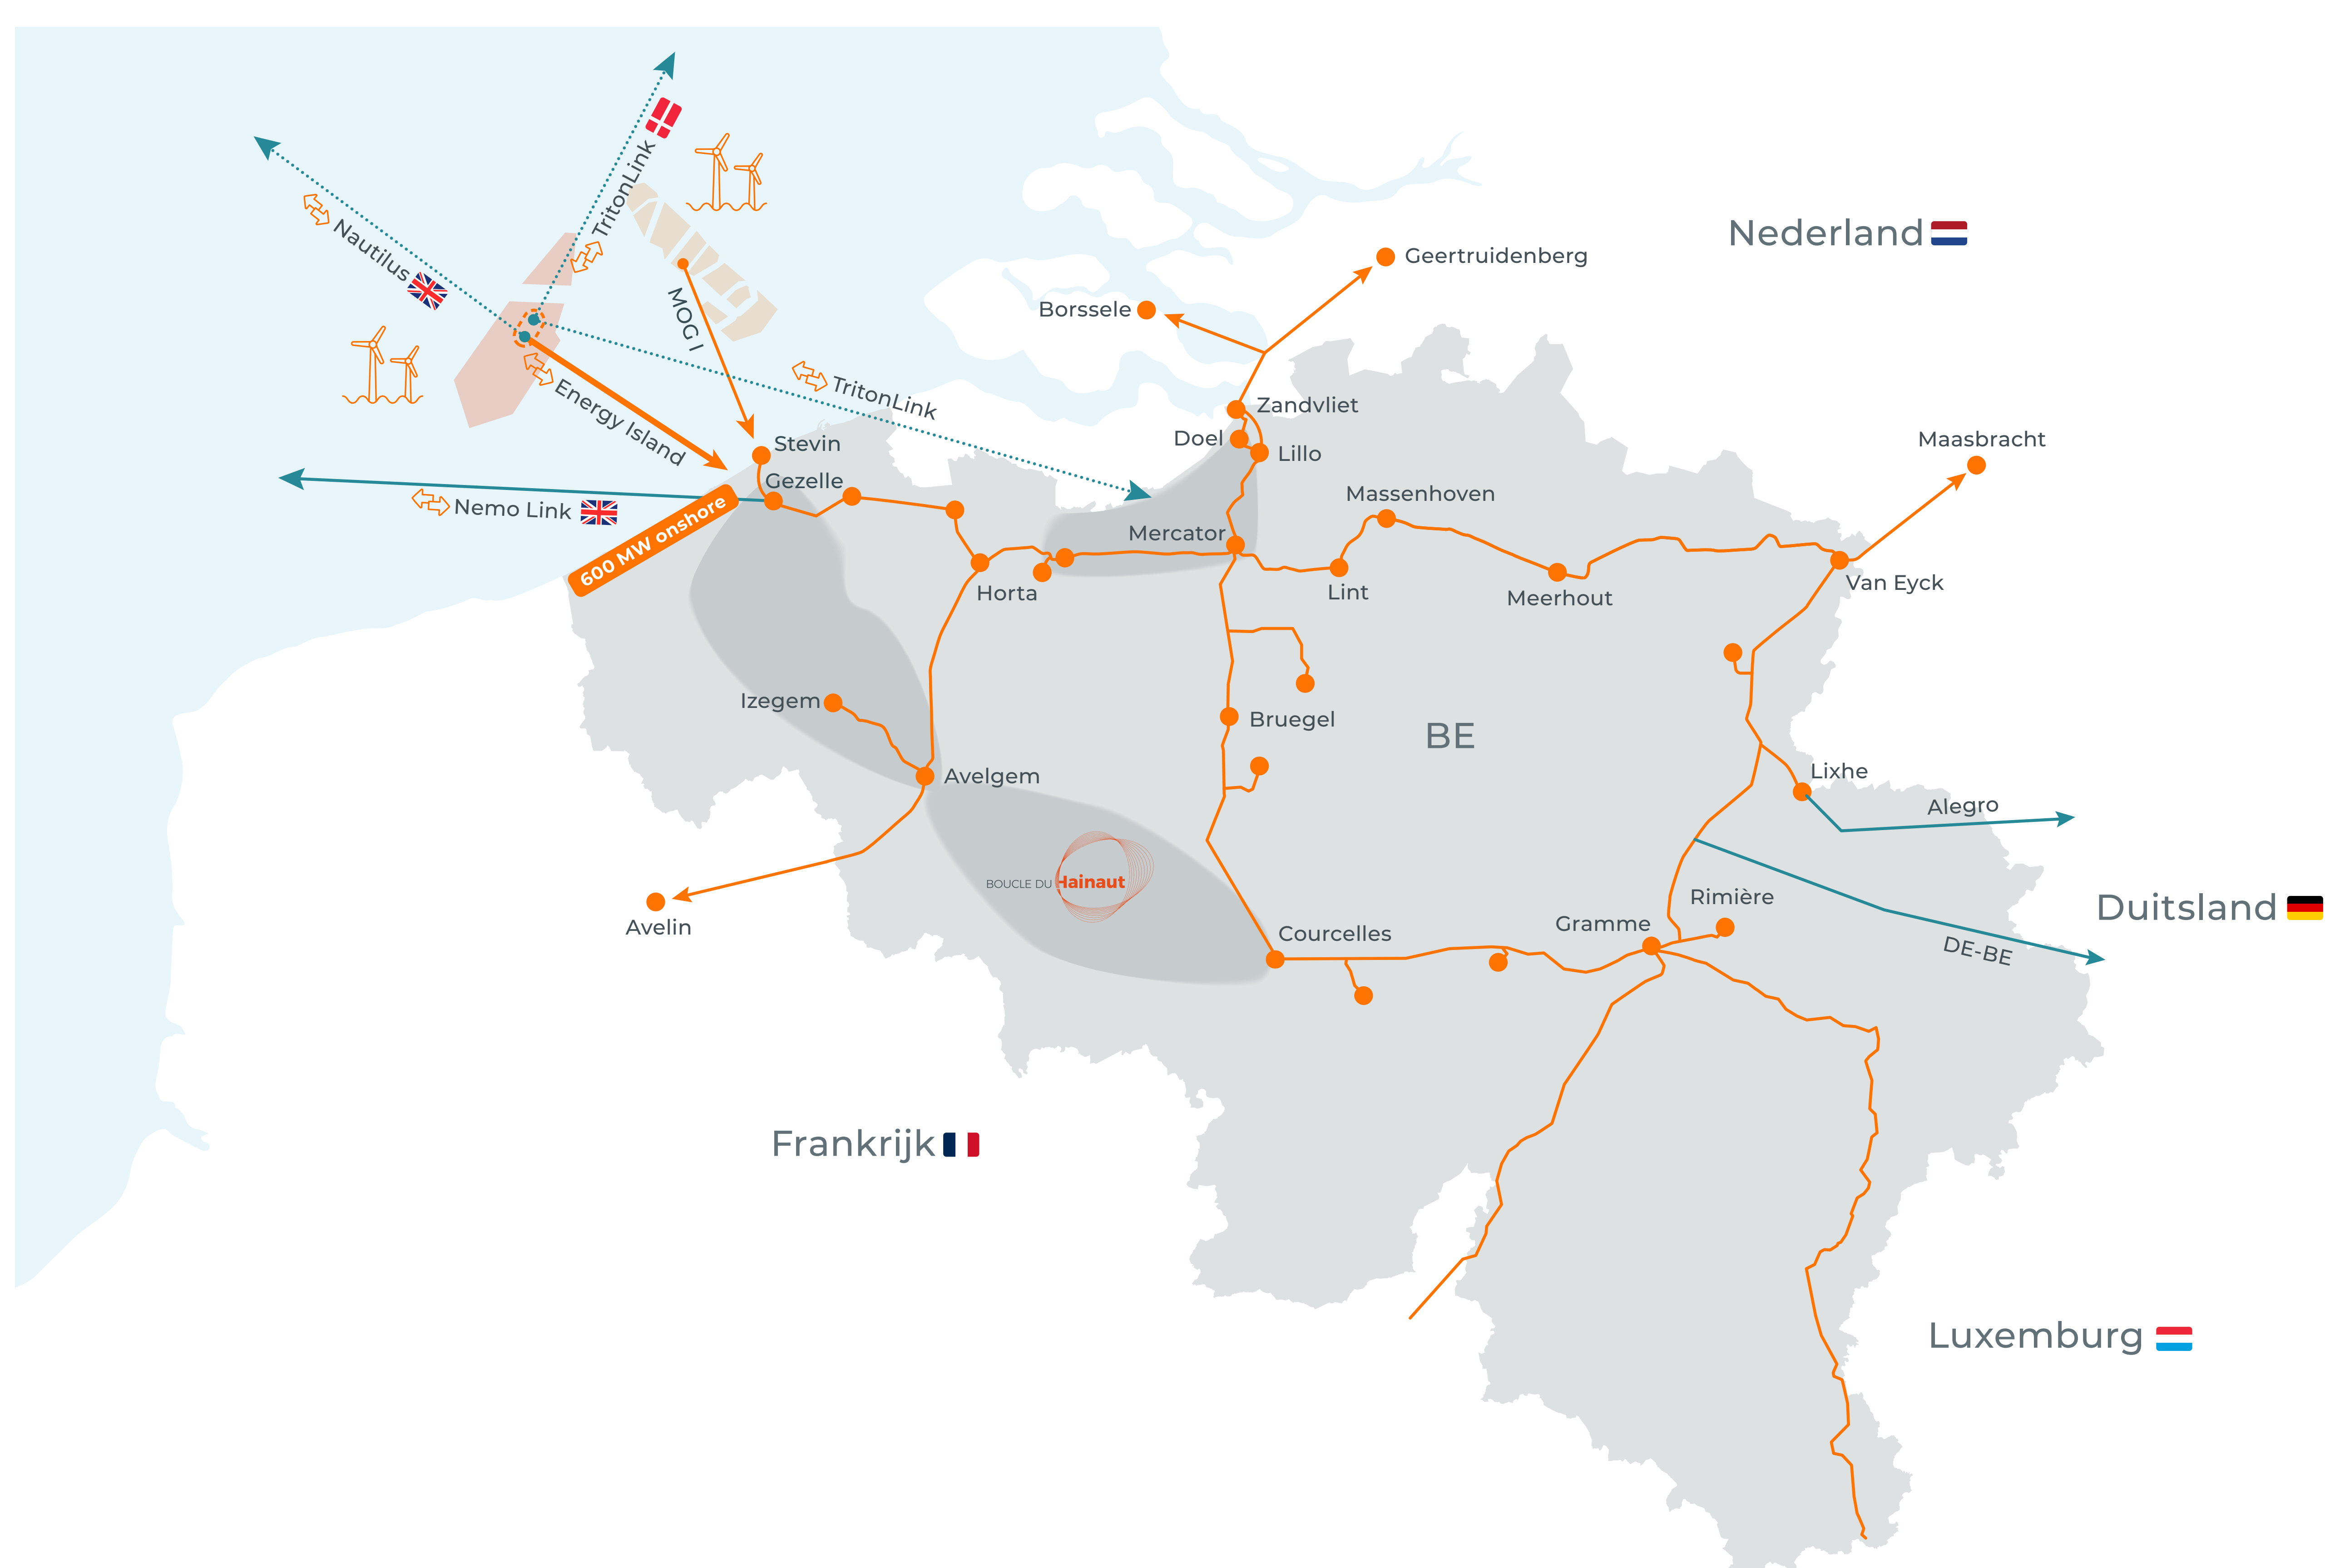 TritonLink
Nautilus
Nederland
Geertruidenberg
Borssele
MOG I
TritonLink
Energy Island
Zandvliet
Doel
Lillo
Maasbracht
Stevin
Gezelle
Nemo Link
600 MW onshore
Massenhoven
Mercator
Horta
Lint
Meerhout
Van Eyck
Izegem
Bruegel
BE
Avelgem
Lixhe
Alegro
BOUCLE DU Hainaut
Avelin
Courcelles
Gramme
Rimière
Duitsland
DE-BE
Frankrijk
Luxemburg